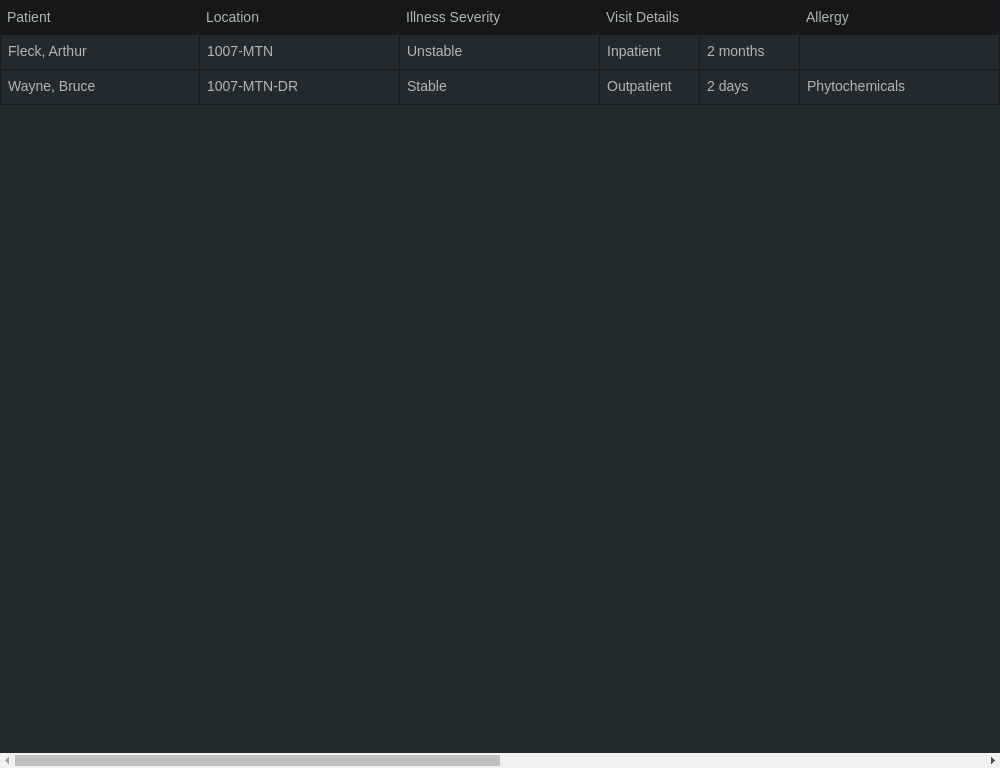 Patient Location Illness Severity Visit Details Allergy
Fleck, Arthur 1007-MTN Unstable Inpatient 2 months
Wayne, Bruce 1007-MTN-DR Stable Outpatient 2 days Phytochemicals